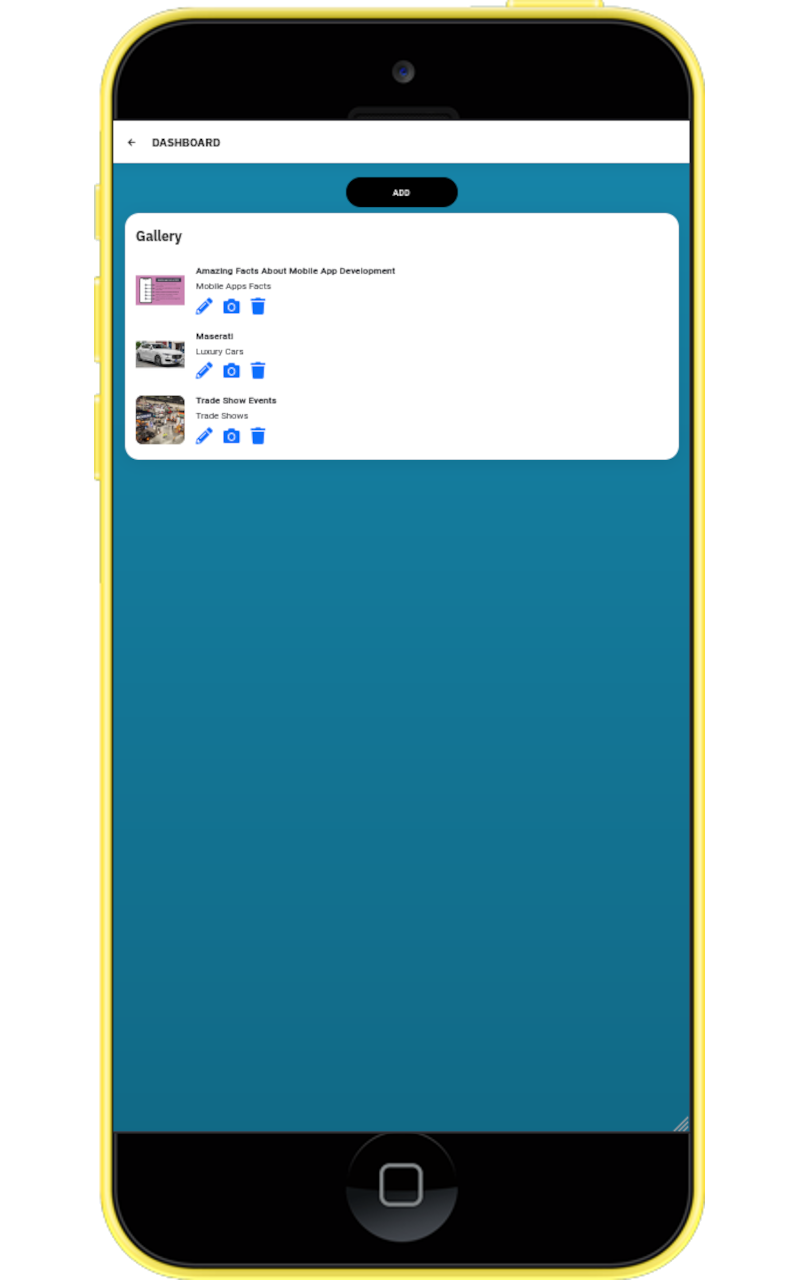 DASHBOARD
ADD
Gallery
Amazing Facts About Mobile App Development
Mobile Apps Facts
Maserati
Luxury Cars
Trade Show Events
Trade Shows